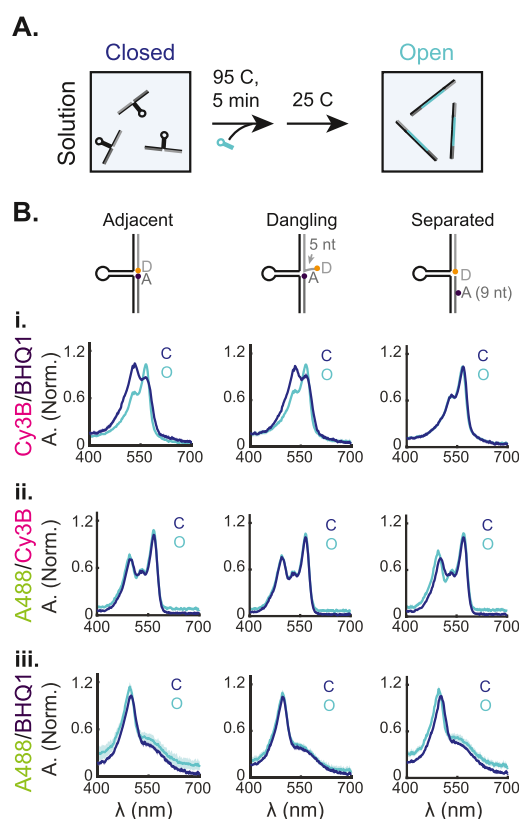 A.
Closed
Open
Solution
95 C,
5 min
25 C
B.
Adjacent
Dangling
Separated
D
A
5 nt
D
A
D
A (9 nt)
i.
Cy3B/BHQ1
A. (Norm.)
1.2
0.6
0
400
550
700
C
O
1.2
0.6
0
400
550
700
C
O
1.2
0.6
0
400
550
700
C
O
ii.
A488/Cy3B
A. (Norm.)
1.2
0.6
0
400
550
700
C
O
1.2
0.6
0
400
550
700
C
O
1.2
0.6
0
400
550
700
C
O
iii.
A488/BHQ1
A. (Norm.)
1.2
0.6
0
400
550
700
C
O
1.2
0.6
0
400
550
700
C
O
1.2
0.6
0
400
550
700
C
O
λ (nm)
λ (nm)
λ (nm)